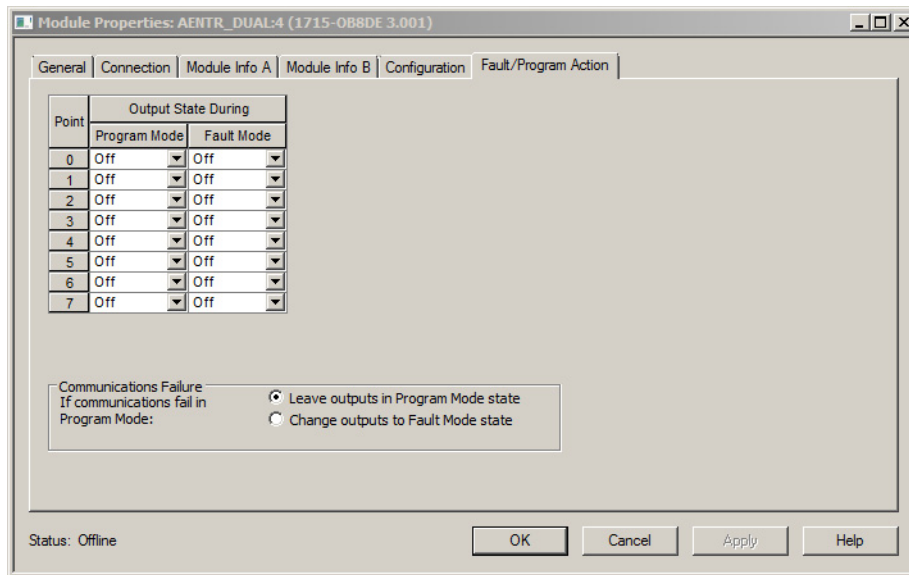 Module Properties: AENTR_DUAL:4 (1715-OB8DE 3.001)
General Connection Module Info A Module Info B Configuration Fault/Program Action
Point Output State During
Program Mode Fault Mode
0 Off Off
1 Off Off
2 Off Off
3 Off Off
4 Off Off
5 Off Off
6 Off Off
7 Off Off
Communications Failure
If communications fail in
Program Mode:
Leave outputs in Program Mode state
Change outputs to Fault Mode state
Status: Offline
OK Cancel Apply Help